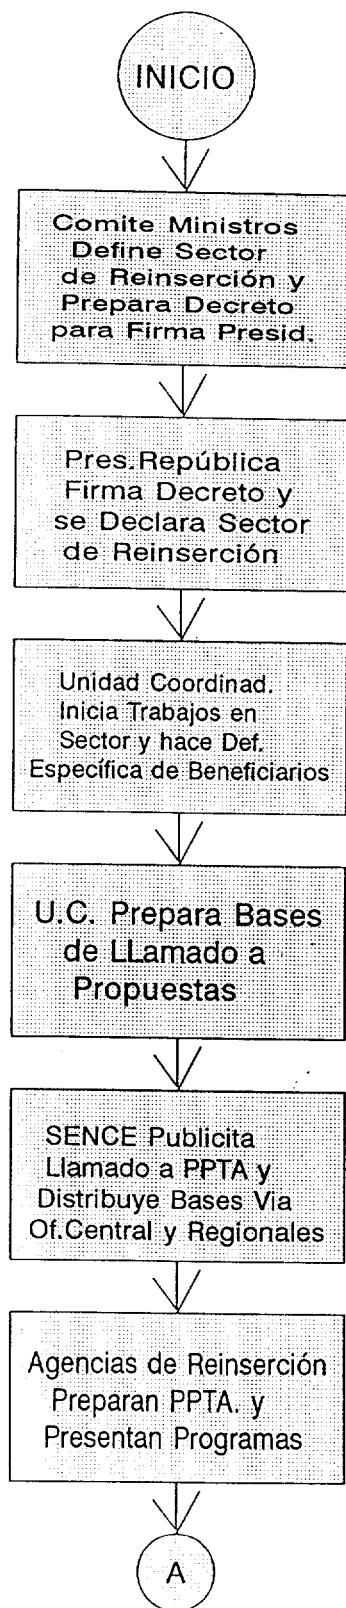 INICIO
Comite Ministros
Define Sector
de Reinserción y
Prepara Decreto
para Firma Presid.
Pres.República
Firma Decreto y
se Declara Sector
de Reinserción
Unidad Coordinad.
Inicia Trabajos en
Sector y hace Def.
Específica de Beneficiarios
U.C. Prepara Bases
de LLamado a
Propuestas
SENCE Publicita
Llamado a PPTA y
Distribuye Bases Via
Of.Central y Regionales
Agencias de Reinserción
Preparan PPTA. y
Presentan Programas
A